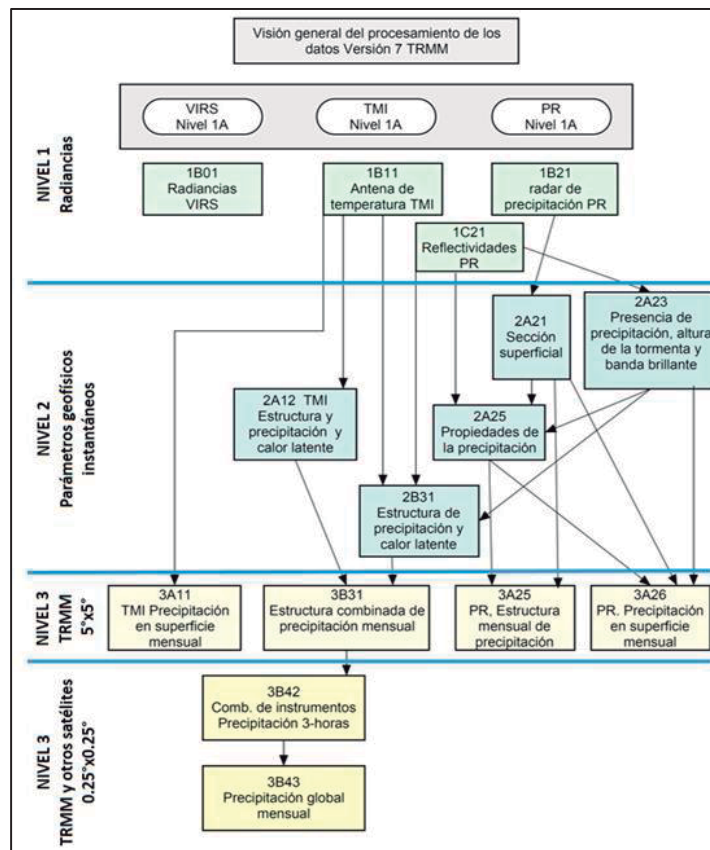 Visión general del procesamiento de los
datos Versión 7 TRMM
VIRS
Nivel 1A
TMI
Nivel 1A
PR
Nivel 1A
NIVEL 1
Radiancias
1B01
Radiancias
VIRS
1B11
Antena de
temperatura TMI
1B21
radar de
precipitación PR
1C21
Reflectividades
PR
NIVEL 2
Parámetros geofísicos
instantáneos
2A21
Sección
superficial
2A23
Presencia de
precipitación, altura
de la tormenta y
banda brillante
2A12 TMI
Estructura y
precipitación y
calor latente
2A25
Propiedades de
la precipitación
2B31
Estructura de
precipitación y
calor latente
NIVEL 3
TRMM
5°x5°
3A11
TMI Precipitación
en superficie
mensual
3B31
Estructura combinada de
precipitación mensual
3A25
PR, Estructura
mensual de
precipitación
3A26
PR. Precipitación
en superficie
mensual
NIVEL 3
TRMM y otros satélites
0.25°x0.25°
3B42
Comb. de instrumentos
Precipitación 3-horas
3B43
Precipitación global
mensual